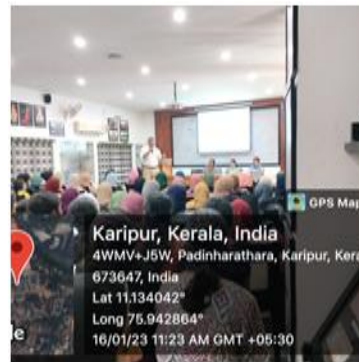 GPS Map
Karipur, Kerala, India
4WMV+J5W, Padinharathara, Karipur, Kera
673647, India
Lat 11.134042°
Long 75.942864°
16/01/23 11:23 AM GMT +05:30
le